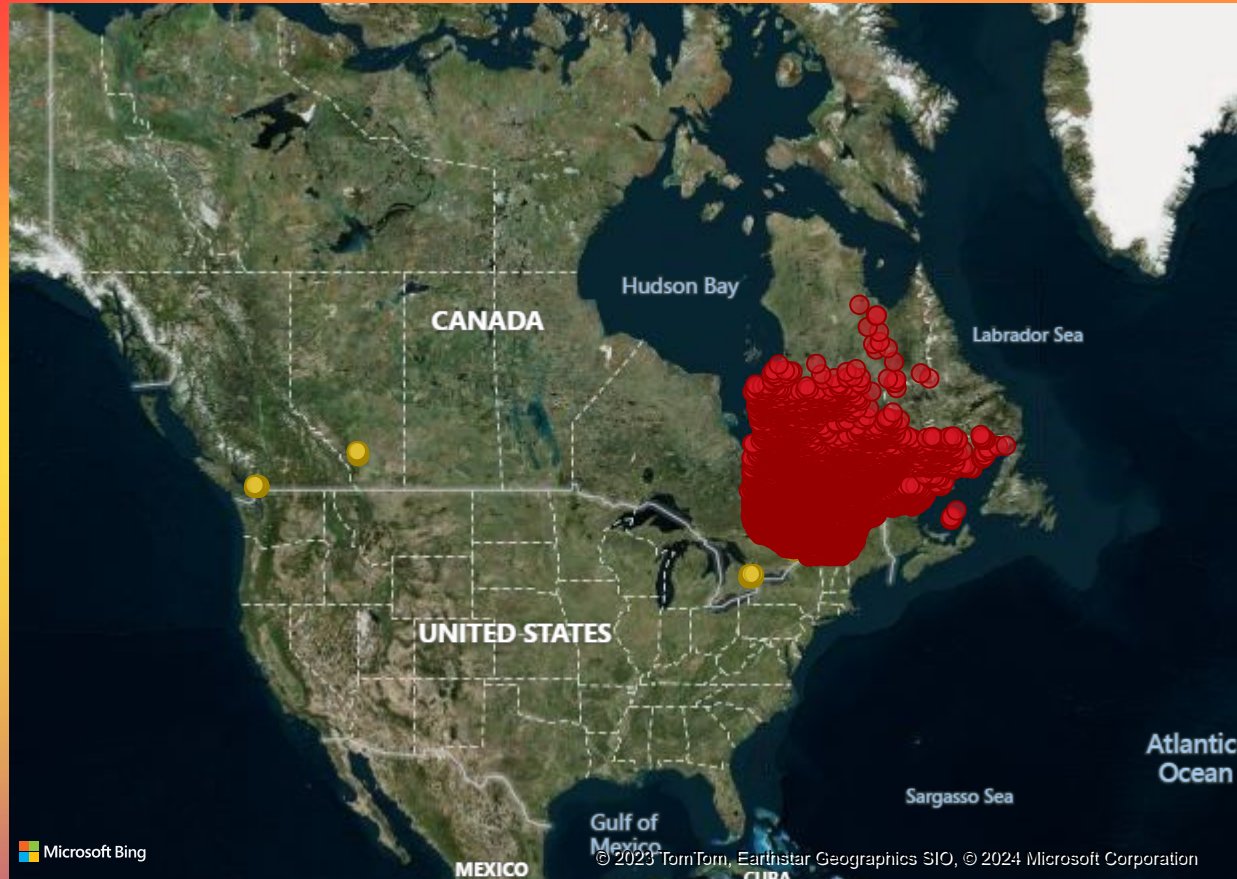 Hudson Bay
CANADA
Labrador Sea
UNITED STATES
Atlantic
Ocean
Sargasso Sea
Gulf of
Mexico
Microsoft Bing
© 2023 TomTom, Earthstar Geographics SIO, © 2024 Microsoft Corporation
MEXICO
CUBA